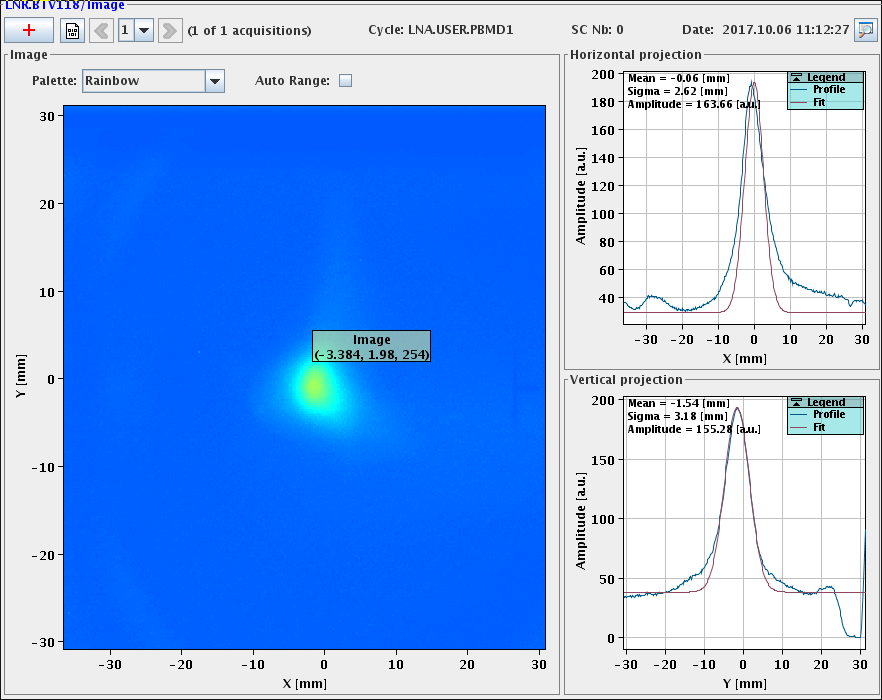 LNR.BTV118/Image
+ 1 (1 of 1 acquisitions) Cycle: LNA.USER.PBMD1 SC Nb: 0 Date: 2017.10.06 11:12:27
Image
Palette: Rainbow Auto Range:
30
20
10
0
-10
-20
-30
Y [mm]
Image
(-3.384, 1.98, 254)
-30 -20 -10 0 10 20 30
X [mm]
Horizontal projection
Mean = -0.06 [mm]
Sigma = 2.62 [mm]
Amplitude = 163.66 [a.u.]
Legend
Profile
Fit
200
180
160
140
120
100
80
60
40
Amplitude [a.u.]
-30 -20 -10 0 10 20 30
X [mm]
Vertical projection
Mean = -1.54 [mm]
Sigma = 3.18 [mm]
Amplitude = 155.28 [a.u.]
Legend
Profile
Fit
200
150
100
50
0
Amplitude [a.u.]
-30 -20 -10 0 10 20 30
Y [mm]